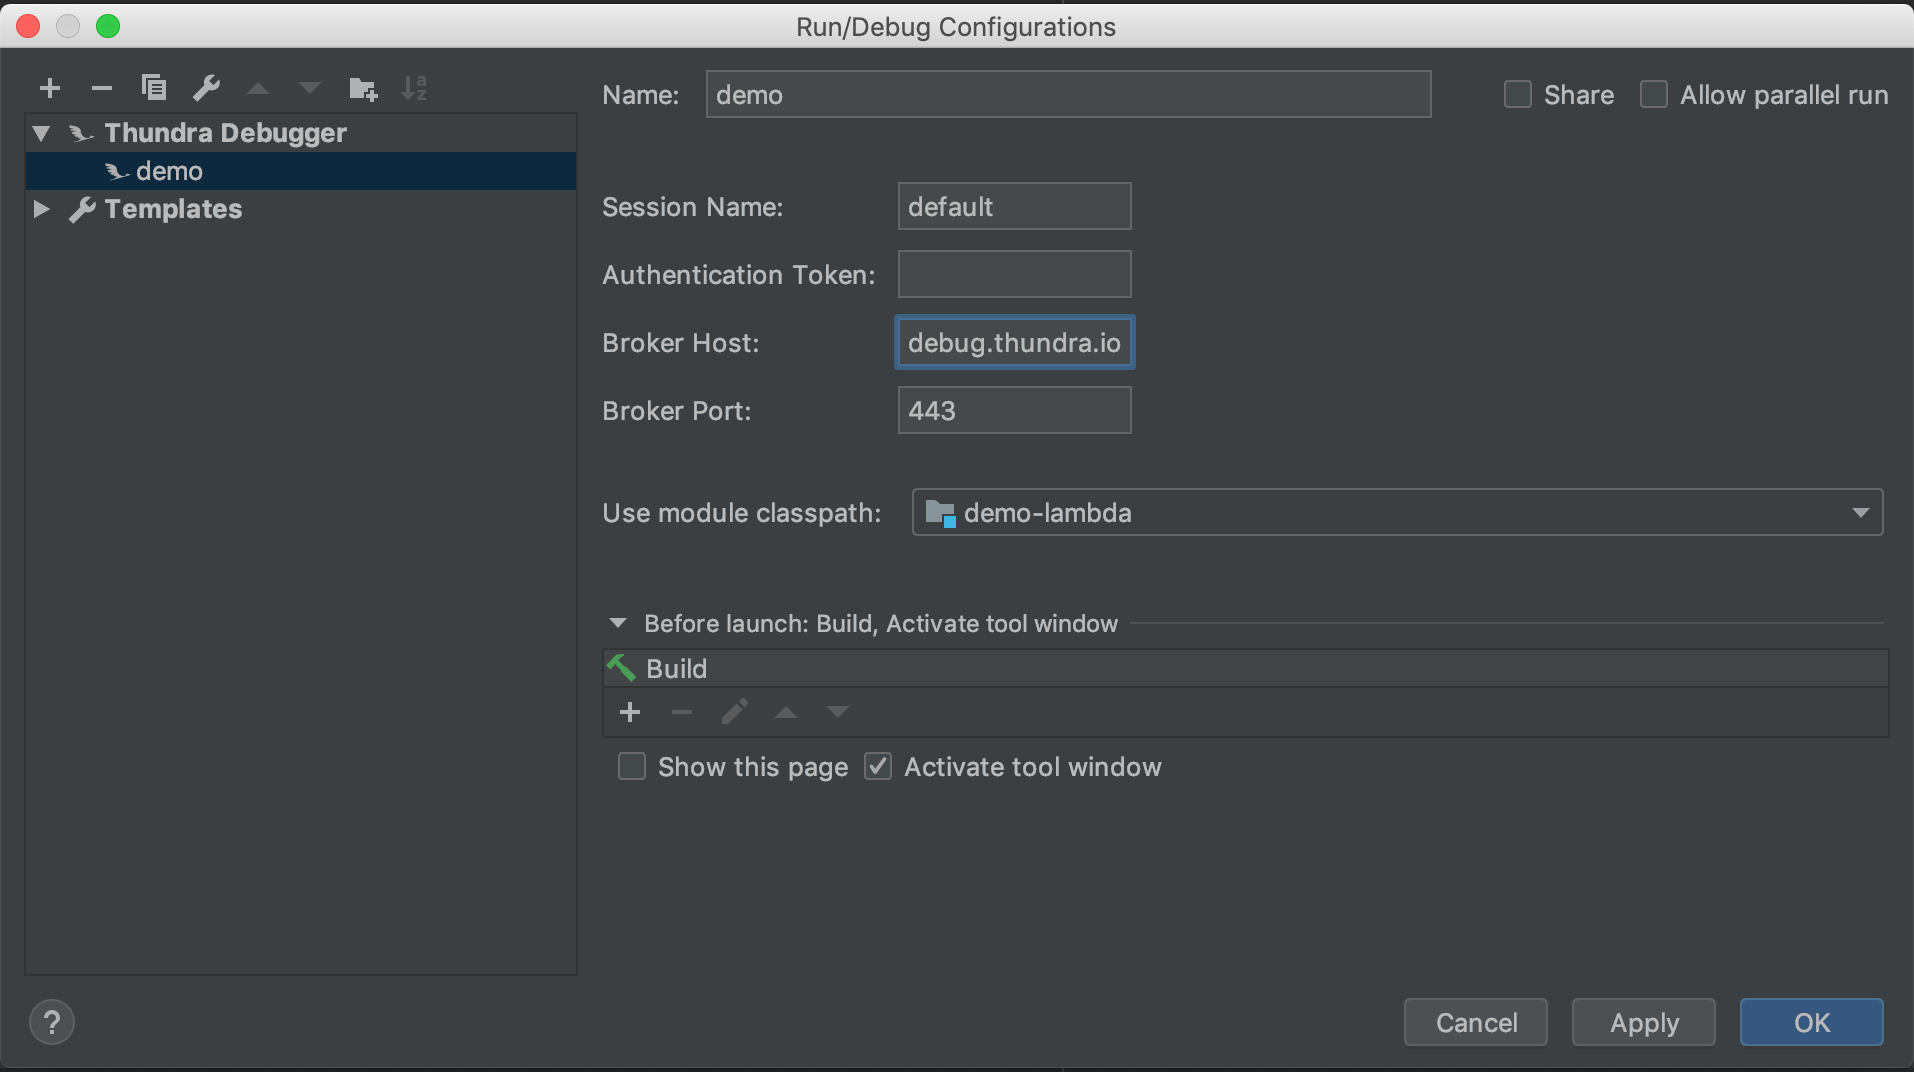 Run/Debug Configurations
Thundra Debugger
demo
Templates
Name: demo
Share
Allow parallel run
Session Name: default
Authentication Token:
Broker Host: debug.thundra.io
Broker Port: 443
Use module classpath: demo-lambda
Before launch: Build, Activate tool window
Build
Show this page
Activate tool window
?
Cancel
Apply
OK